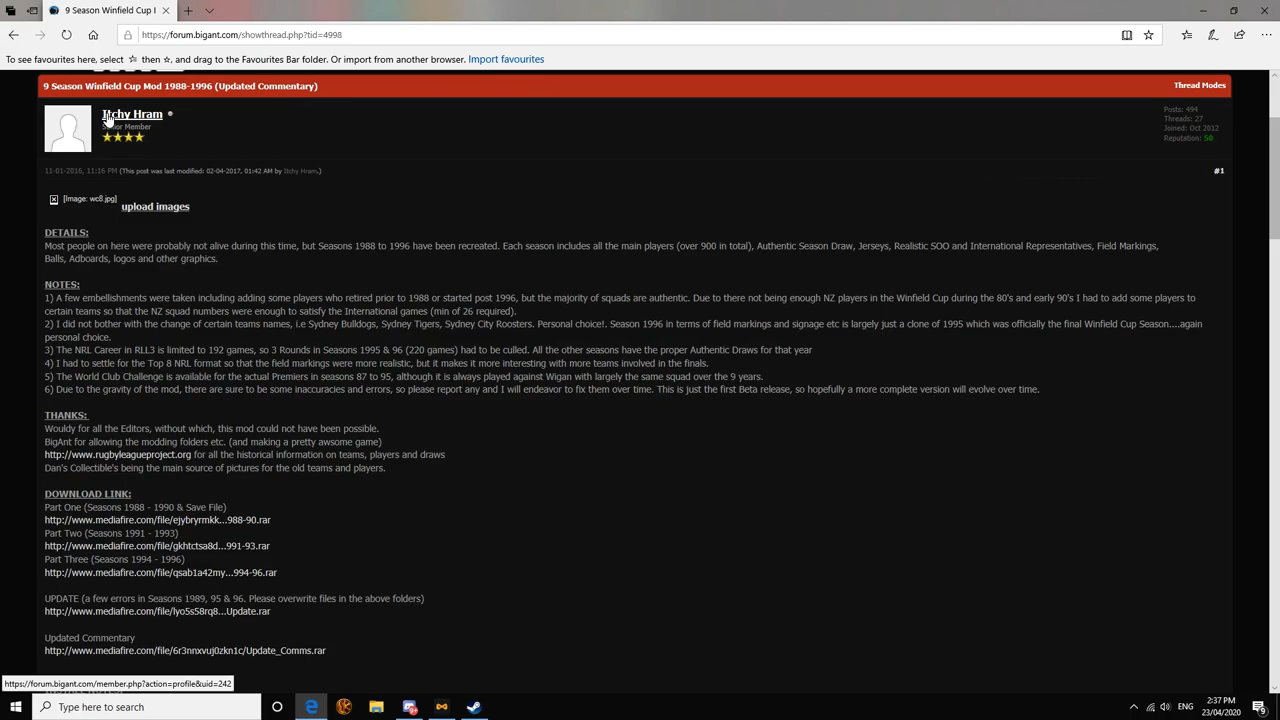 9 Season Winfield Cup I
https://forum.bigant.com/showthread.php?tid=4998
To see favourites here, select ☆ then ☆, and drag to the Favourites Bar folder. Or import from another browser. Import favourites
9 Season Winfield Cup Mod 1988-1996 (Updated Commentary)
Thread Modes
Itchy Hram
Senior Member
Posts: 494
Threads: 27
Joined: Oct 2012
Reputation: 50
11-01-2016, 11:16 PM (This post was last modified: 02-04-2017, 01:42 AM by Itchy Hram.)
#1
[Image: wc8.jpg]
upload images
DETAILS:
Most people on here were probably not alive during this time, but Seasons 1988 to 1996 have been recreated. Each season includes all the main players (over 900 in total), Authentic Season Draw, Jerseys, Realistic SOO and International Representatives, Field Markings,
Balls, Adboards, logos and other graphics.
NOTES:
1) A few embellishments were taken including adding some players who retired prior to 1988 or started post 1996, but the majority of squads are authentic. Due to there not being enough NZ players in the Winfield Cup during the 80's and early 90's I had to add some players to
certain teams so that the NZ squad numbers were enough to satisfy the International games (min of 26 required).
2) I did not bother with the change of certain teams names, i.e Sydney Bulldogs, Sydney Tigers, Sydney City Roosters. Personal choice!. Season 1996 in terms of field markings and signage etc is largely just a clone of 1995 which was officially the final Winfield Cup Season....again
personal choice.
3) The NRL Career in RLL3 is limited to 192 games, so 3 Rounds in Seasons 1995 & 96 (220 games) had to be culled. All the other seasons have the proper Authentic Draws for that year
4) I had to settle for the Top 8 NRL format so that the field markings were more realistic, but it makes it more interesting with more teams involved in the finals.
5) The World Club Challenge is available for the actual Premiers in seasons 87 to 95, although it is always played against Wigan with largely the same squad over the 9 years.
6) Due to the gravity of the mod, there are sure to be some inaccuracies and errors, so please report any and I will endeavor to fix them over time. This is just the first Beta release, so hopefully a more complete version will evolve over time.
THANKS:
Wouldy for all the Editors, without which, this mod could not have been possible.
BigAnt for allowing the modding folders etc. (and making a pretty awsome game)
http://www.rugbyleagueproject.org for all the historical information on teams, players and draws
Dan's Collectible's being the main source of pictures for the old teams and players.
DOWNLOAD LINK:
Part One (Seasons 1988 - 1990 & Save File)
http://www.mediafire.com/file/ejybryrmkk...988-90.rar
Part Two (Seasons 1991 - 1993)
http://www.mediafire.com/file/gkhtctsa8d...991-93.rar
Part Three (Seasons 1994 - 1996)
http://www.mediafire.com/file/qsab1a42my...994-96.rar
UPDATE (a few errors in Seasons 1989, 95 & 96. Please overwrite files in the above folders)
http://www.mediafire.com/file/lyo5s58rq8...Update.rar
Updated Commentary
http://www.mediafire.com/file/6r3nnxvuj0zkn1c/Update_Comms.rar
https://forum.bigant.com/member.php?action=profile&uid=242
Type here to search
ENG
2:37 PM
23/04/2020